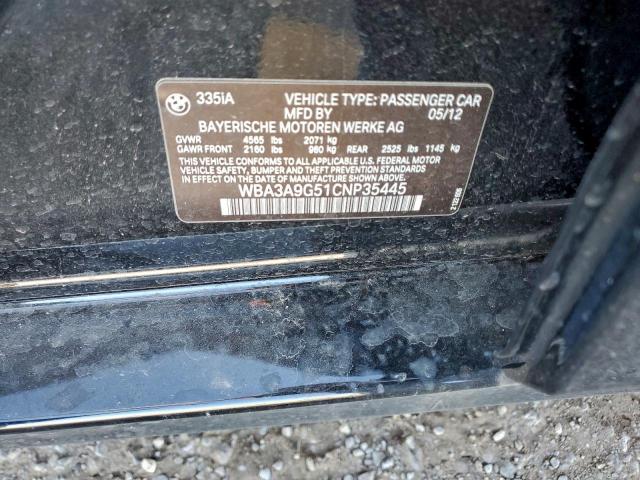 335iA VEHICLE TYPE: PASSENGER CAR
MFD BY 05/12
BAYERISCHE MOTOREN WERKE AG
GVWR 4565 lbs 2071 kg
GAWR FRONT 2160 lbs 980 kg REAR 2525 lbs 1145 kg
THIS VEHICLE CONFORMS TO ALL APPLICABLE U.S. FEDERAL MOTOR
VEHICLE SAFETY, BUMPER AND THEFT PREVENTION STANDARDS
IN EFFECT ON THE DATE OF MANUFACTURE SHOWN ABOVE.
WBA3A9G51CNP35445